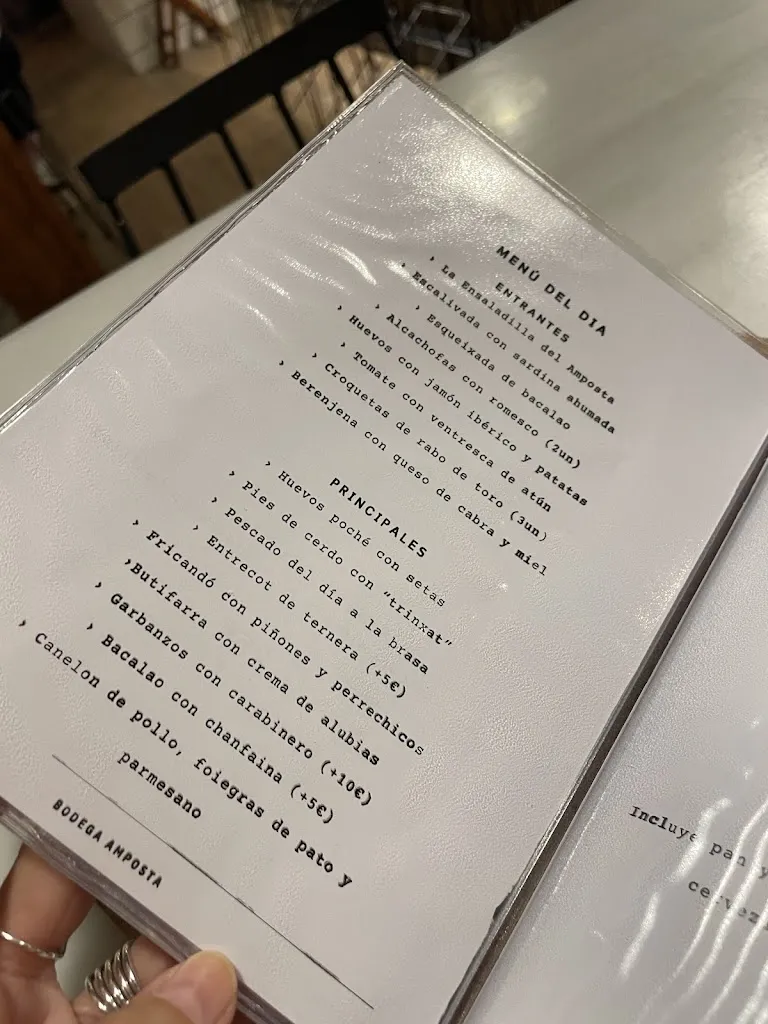 MENÚ DEL DIA
ENTRANTES
› La Ensaladilla del Amposta
› Escalivada con sardina ahumada
› Esqueixada de bacalao
› Alcachofas con romesco (2un)
› Huevos con jamón ibérico y patatas
› Tomate con ventresca de atún
› Croquetas de rabo de toro (3un)
› Berenjena con queso de cabra y miel
PRINCIPALES
› Huevos poché con setas
› Pies de cerdo con "trinxat"
› Pescado del día a la brasa
› Entrecot de ternera (+5€)
› Fricandó con piñones y perrechicos
›Butifarra con crema de alubias
› Garbanzos con carabinero (+10€)
› Bacalao con chanfaina (+5€)
› Canelon de pollo, foiegras de pato y
parmesano
BODEGA AMPOSTA
Incluye pan y